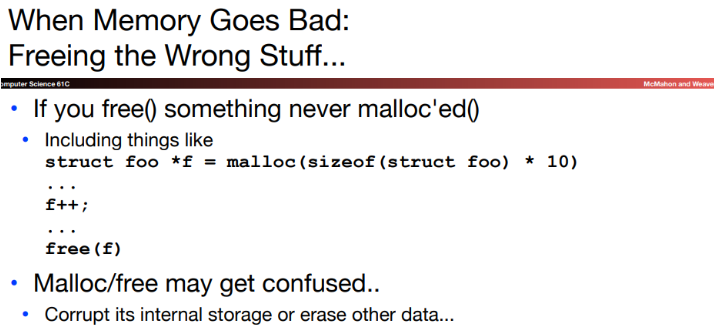 When Memory Goes Bad:
Freeing the Wrong Stuff...
omputer Science 61C
McMahon and Weave
• If you free() something never malloc'ed()
• Including things like
struct foo *f = malloc(sizeof(struct foo) * 10)
...
f++;
...
free(f)
• Malloc/free may get confused..
• Corrupt its internal storage or erase other data...